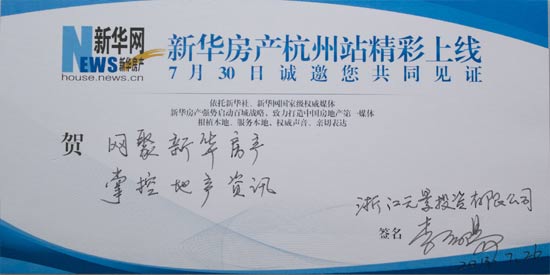 新华网
NEWS 新华房产
house.news.cn
新华房产杭州站精彩上线
7月30日诚邀您共同见证
依托新华社、新华网国家级权威媒体
新华房产强势启动百城战略，致力打造中国房地产第一媒体
根植本地、服务本地，权威声音、亲切表达
贺
网聚新华房产
掌控地产资讯
浙江元景投资有限公司
签名